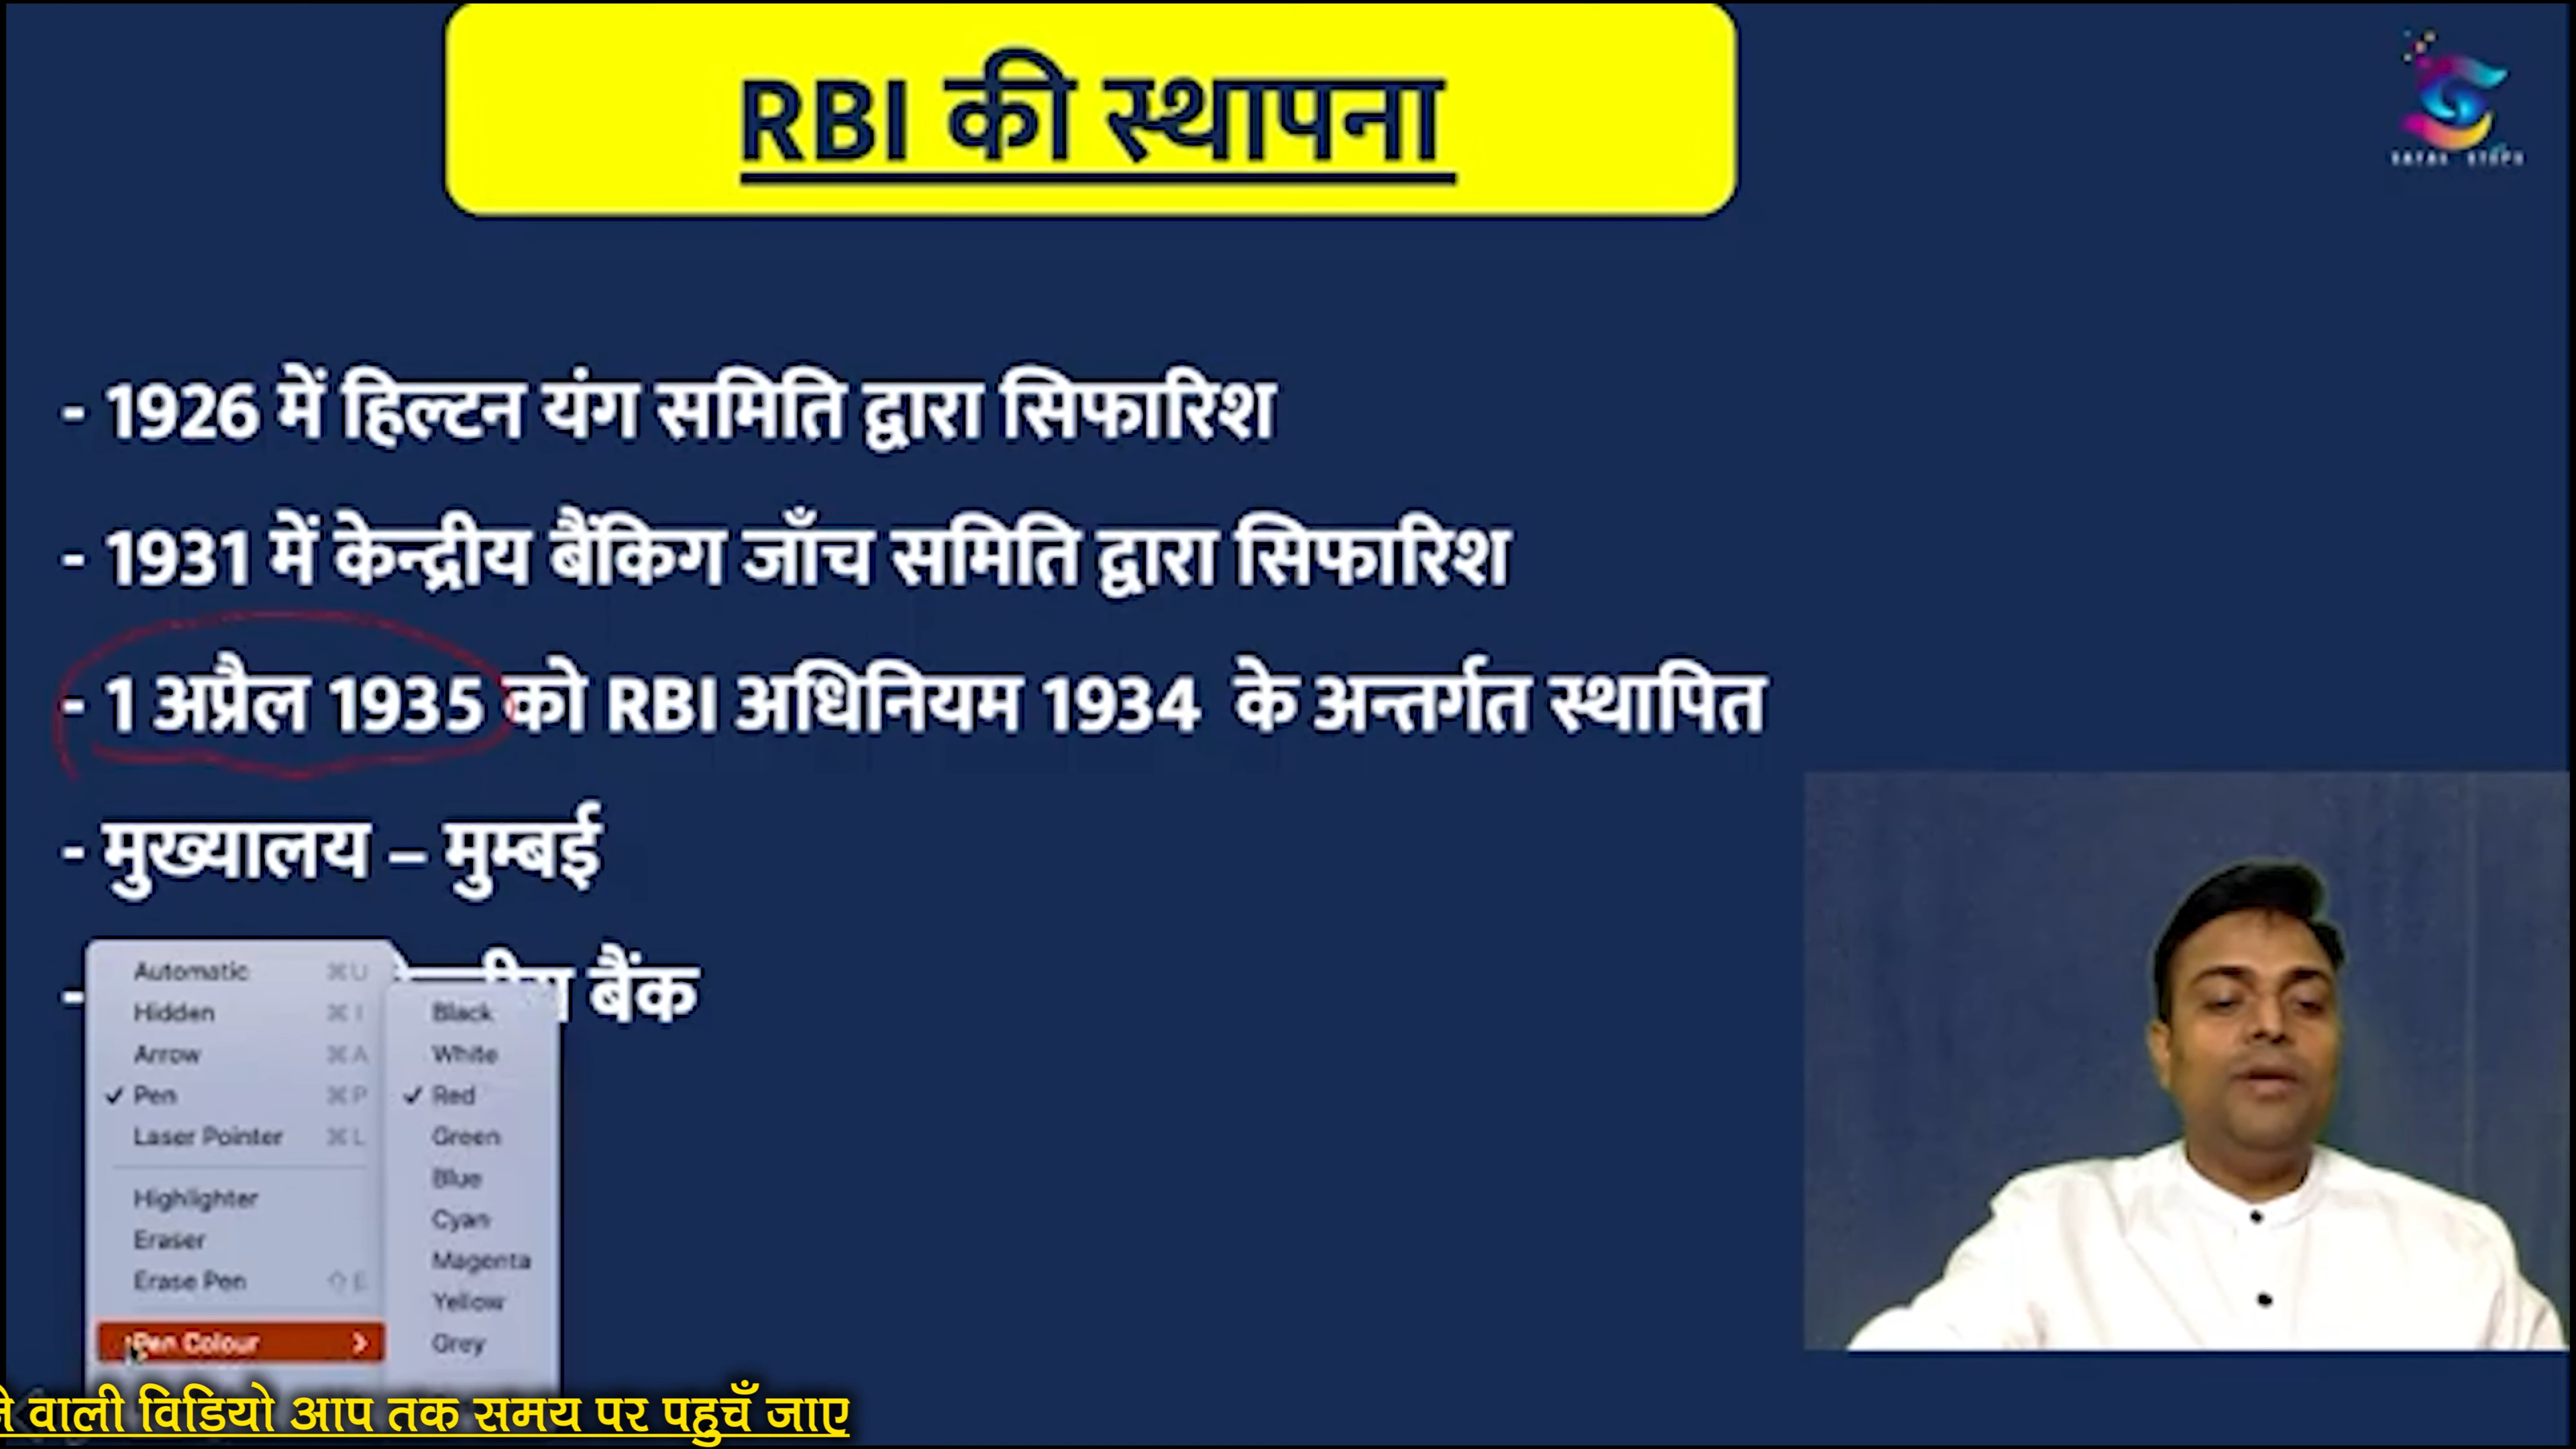 RBI की स्थापना
- 1926 में हिल्टन यंग समिति द्वारा सिफारिश
- 1931 में केन्द्रीय बैंकिग जाँच समिति द्वारा सिफारिश
- 1 अप्रैल 1935 को RBI अधिनियम 1934 के अन्तर्गत स्थापित
- मुख्यालय – मुम्बई
- बैंक
Automatic ⌘U
Hidden ⌘I
Arrow ⌘A
✓ Pen ⌘P
Laser Pointer ⌘L
Highlighter
Eraser
Erase Pen ⇧E
Pen Colour >
Black
White
✓ Red
Green
Blue
Cyan
Magenta
Yellow
Grey
वाली विडियो आप तक समय पर पहुचँ जाए